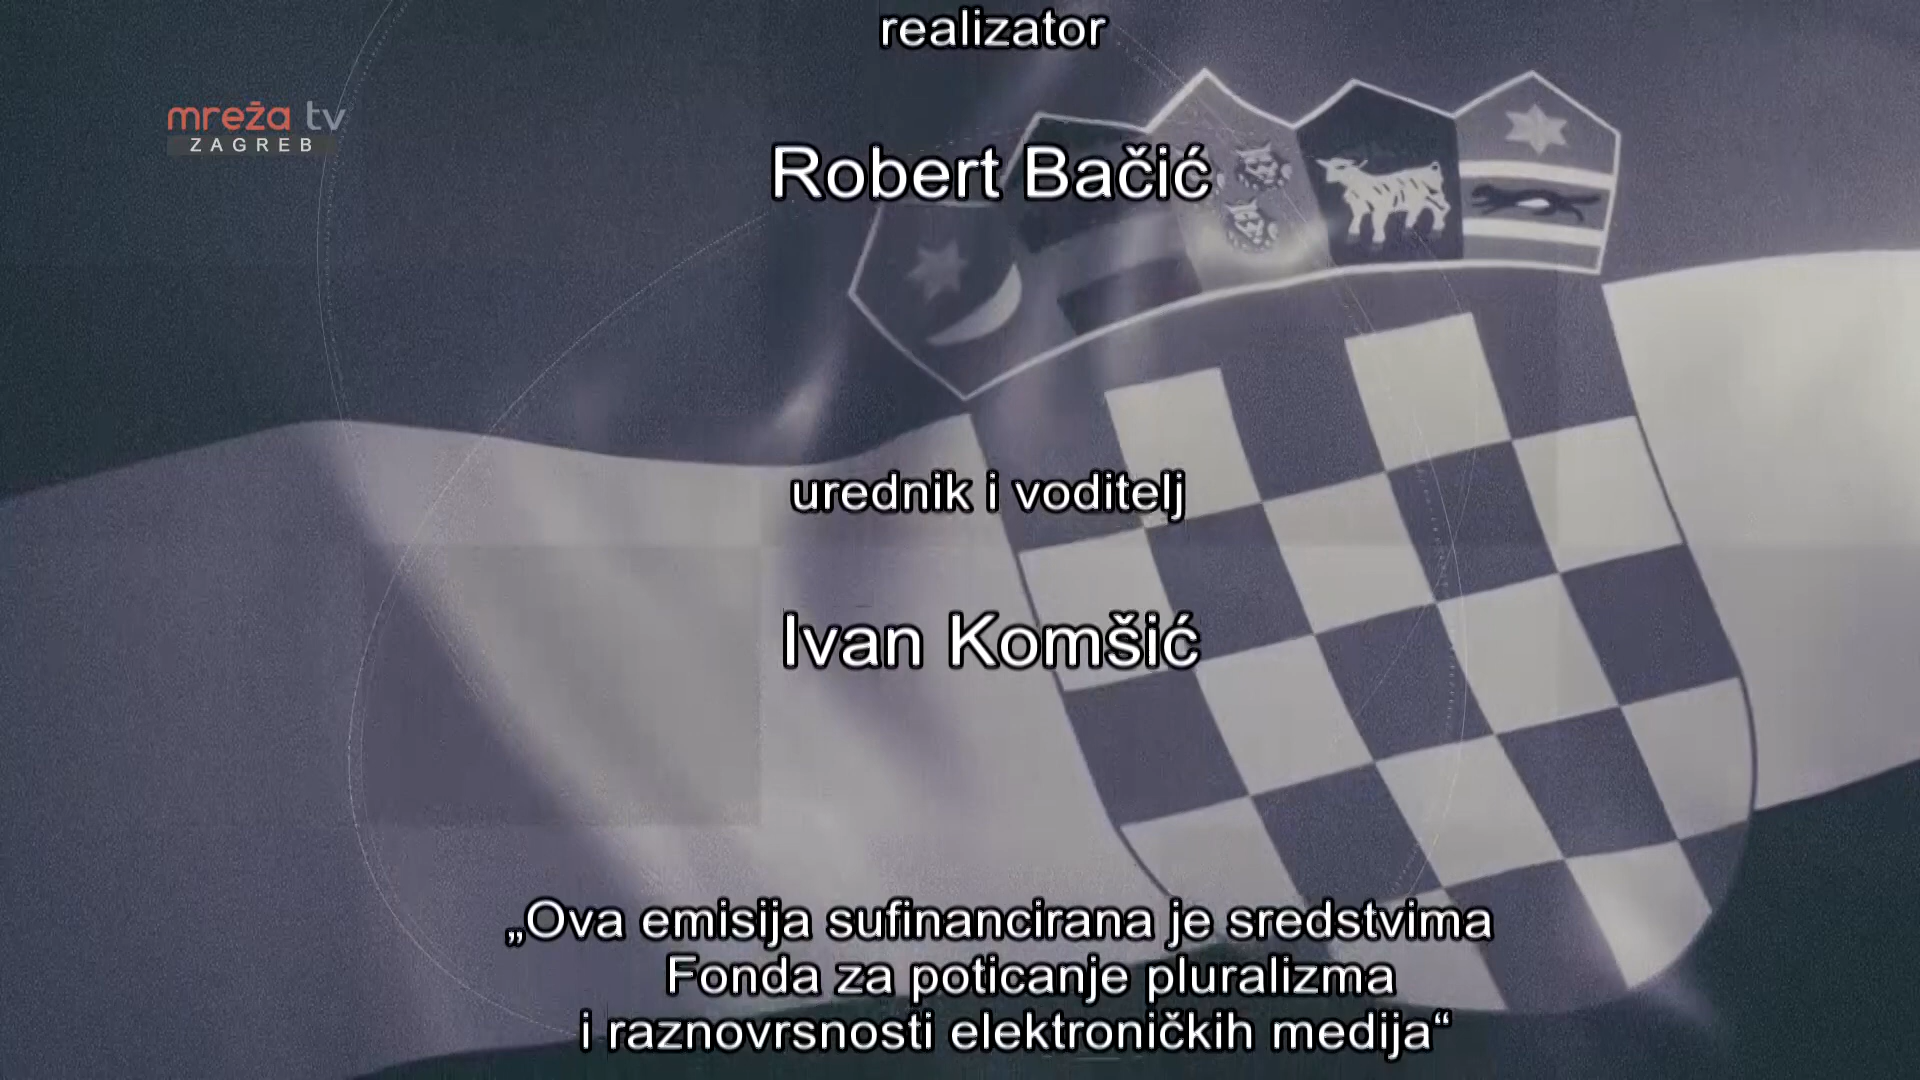 realizator
mreža tv
ZAGREB
Robert Bačić
urednik i voditelj
Ivan Komšić
„Ova emisija sufinancirana je sredstvima
Fonda za poticanje pluralizma
i raznovrsnosti elektroničkih medija“